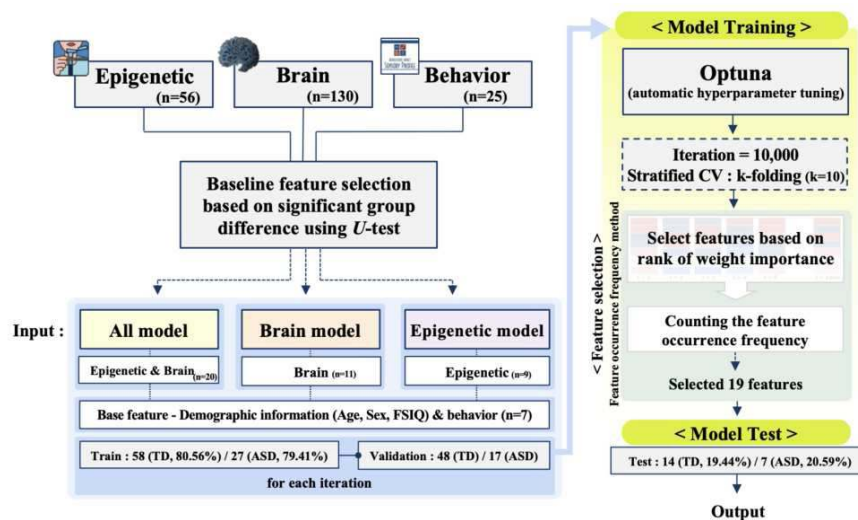 Epigenetic
(n=56)
Brain
(n=130)
Behavior
(n=25)
Baseline feature selection
based on significant group
difference using U-test
Input :
All model
Brain model
Epigenetic model
Epigenetic & Brain (n=20)
Brain (n=11)
Epigenetic (n=9)
Base feature - Demographic information (Age, Sex, FSIQ) & behavior (n=7)
Train : 58 (TD, 80.56%) / 27 (ASD, 79.41%)
Validation : 48 (TD) / 17 (ASD)
for each iteration
< Model Training >
Optuna
(automatic hyperparameter tuning)
Iteration = 10,000
Stratified CV : k-folding (k=10)
< Feature selection >
Feature occurrence frequency method
Select features based on
rank of weight importance
Counting the feature
occurrence frequency
Selected 19 features
< Model Test >
Test : 14 (TD, 19.44%) / 7 (ASD, 20.59%)
Output